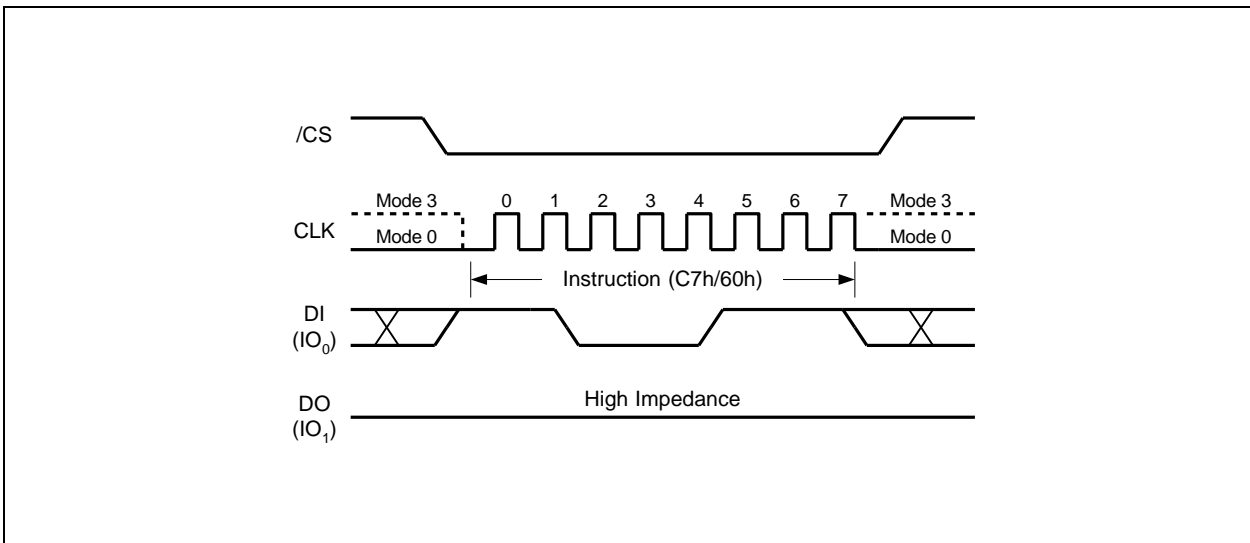 /CS
Mode 3 0 1 2 3 4 5 6 7 Mode 3
CLK
Mode 0 Mode 0
Instruction (C7h/60h)
DI
(IO0)
High Impedance
DO
(IO1)